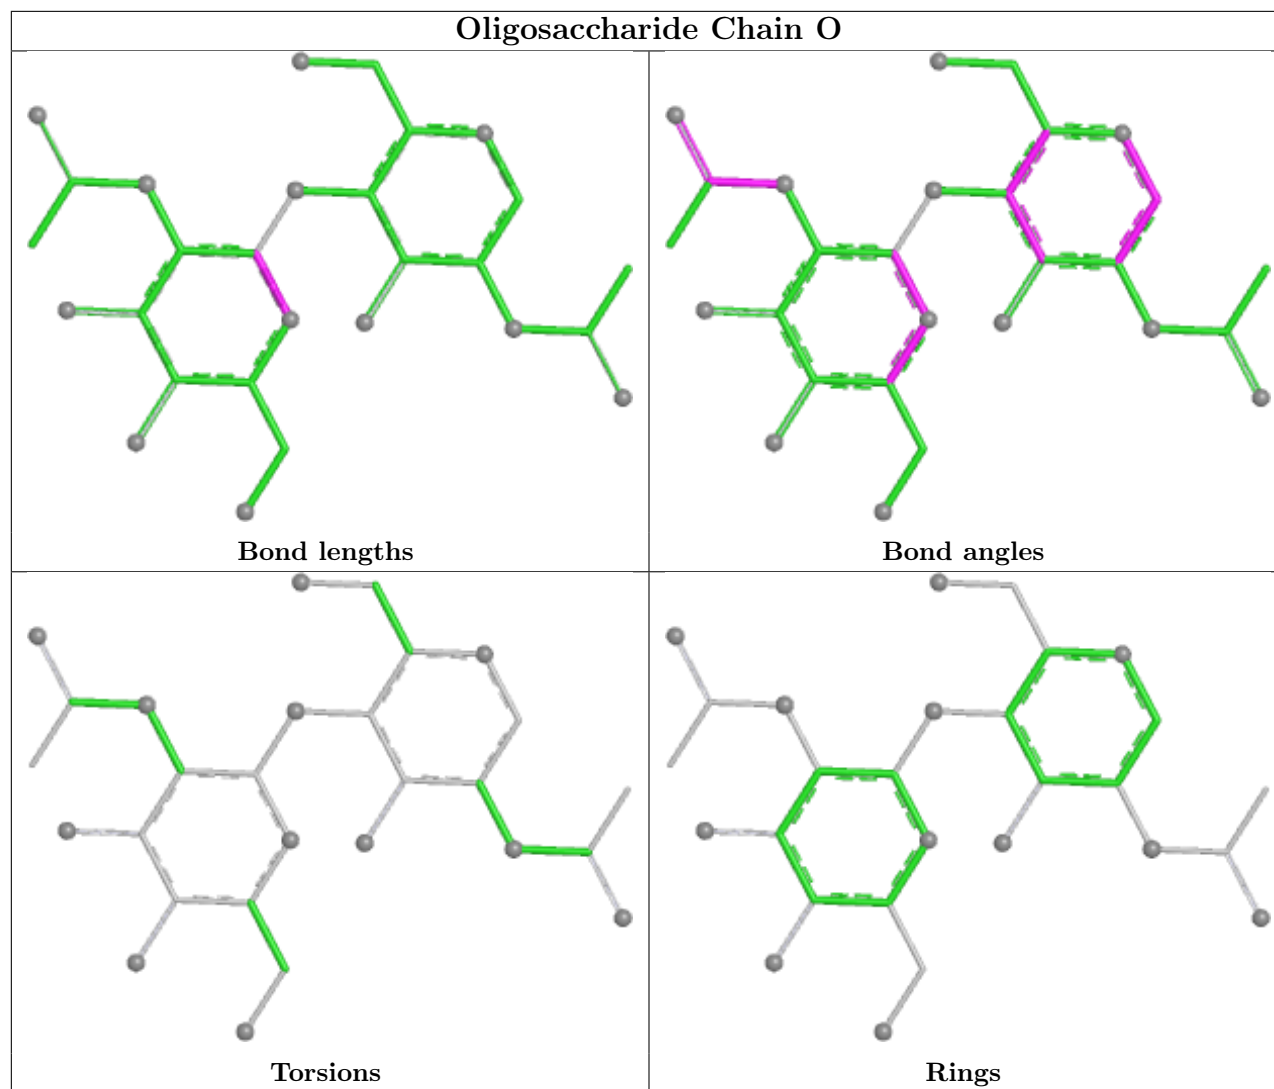 Oligosaccharide Chain O
Bond lengths
Bond angles
Torsions
Rings